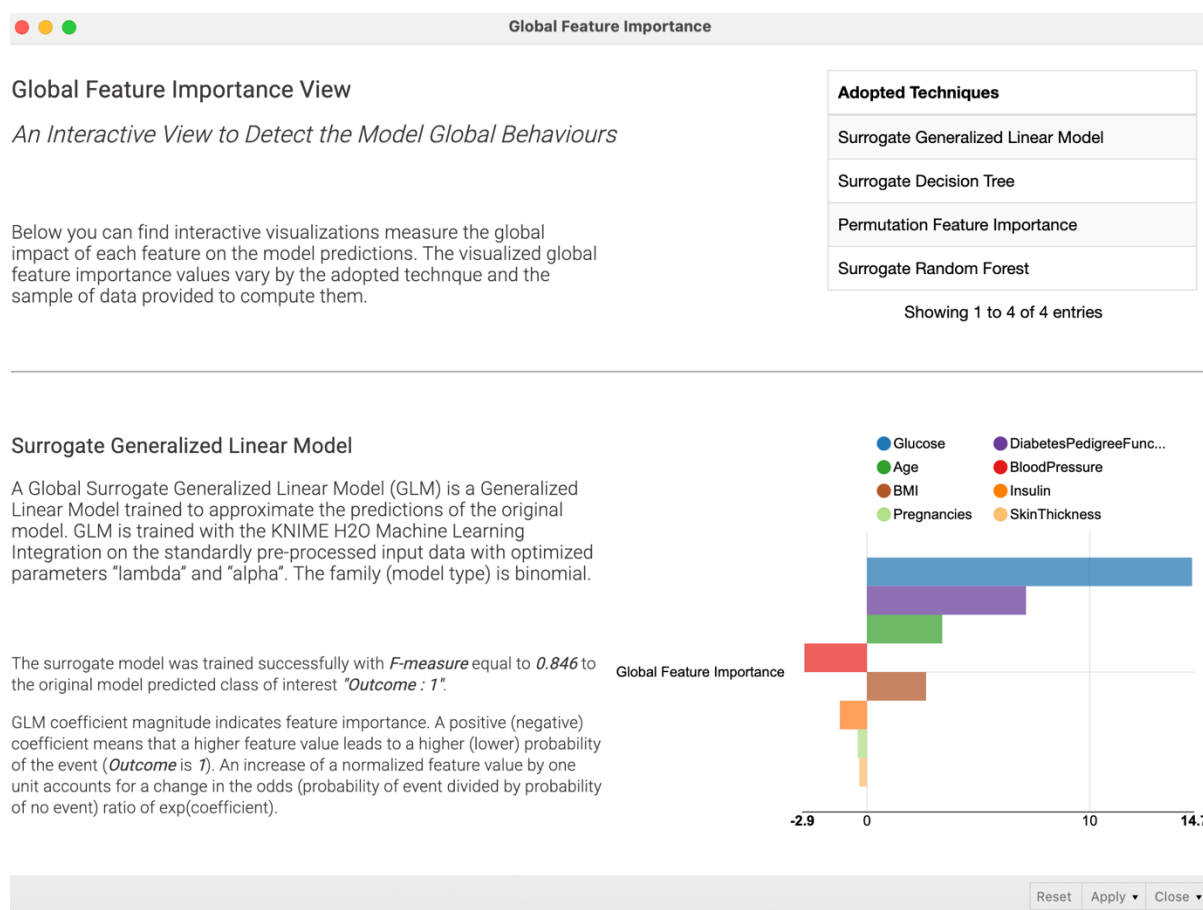 Global Feature Importance
Global Feature Importance View
An Interactive View to Detect the Model Global Behaviours
Below you can find interactive visualizations measure the global
impact of each feature on the model predictions. The visualized global
feature importance values vary by the adopted technque and the
sample of data provided to compute them.
Adopted Techniques
Surrogate Generalized Linear Model
Surrogate Decision Tree
Permutation Feature Importance
Surrogate Random Forest
Showing 1 to 4 of 4 entries
Surrogate Generalized Linear Model
A Global Surrogate Generalized Linear Model (GLM) is a Generalized
Linear Model trained to approximate the predictions of the original
model. GLM is trained with the KNIME H2O Machine Learning
Integration on the standardly pre-processed input data with optimized
parameters “lambda” and “alpha”. The family (model type) is binomial.
The surrogate model was trained successfully with F-measure equal to 0.846 to
the original model predicted class of interest "Outcome : 1".
GLM coefficient magnitude indicates feature importance. A positive (negative)
coefficient means that a higher feature value leads to a higher (lower) probability
of the event (Outcome is 1). An increase of a normalized feature value by one
unit accounts for a change in the odds (probability of event divided by probability
of no event) ratio of exp(coefficient).
Glucose DiabetesPedigreeFunc...
Age BloodPressure
BMI Insulin
Pregnancies SkinThickness
Global Feature Importance
-2.9 0 10 14.7
Reset Apply Close